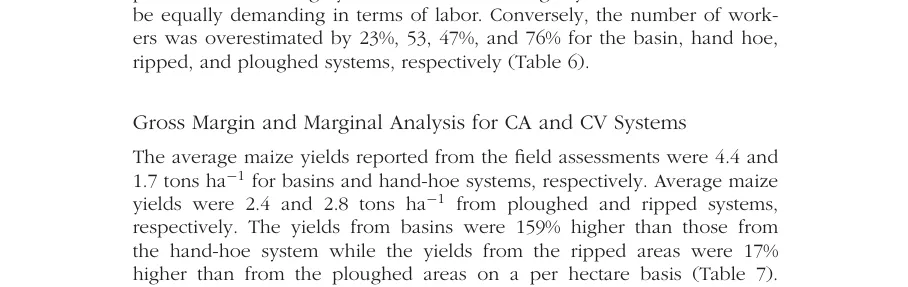 be equally demanding in terms of labor. Conversely, the number of work-
ers was overestimated by 23%, 53, 47%, and 76% for the basin, hand hoe,
ripped, and ploughed systems, respectively (Table 6).
Gross Margin and Marginal Analysis for CA and CV Systems
The average maize yields reported from the field assessments were 4.4 and
1.7 tons ha⁻¹ for basins and hand-hoe systems, respectively. Average maize
yields were 2.4 and 2.8 tons ha⁻¹ from ploughed and ripped systems,
respectively. The yields from basins were 159% higher than those from
the hand-hoe system while the yields from the ripped areas were 17%
higher than from the ploughed areas on a per hectare basis (Table 7).